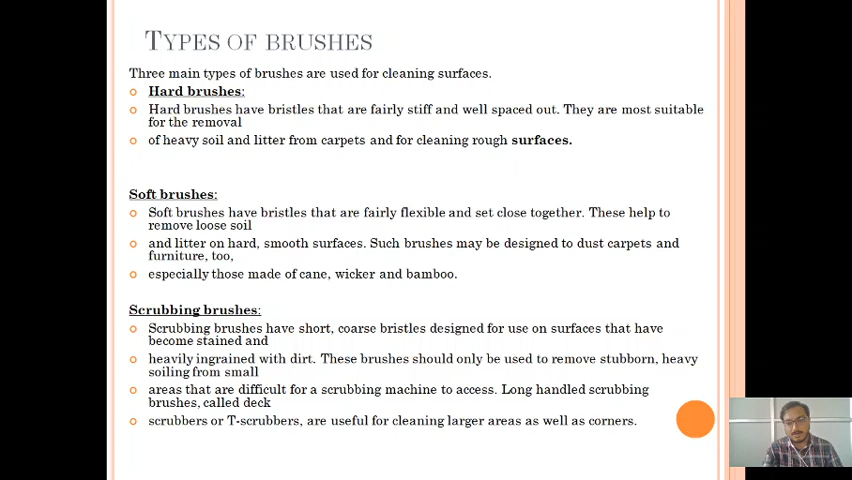 TYPES OF BRUSHES
Three main types of brushes are used for cleaning surfaces.
Hard brushes:
Hard brushes have bristles that are fairly stiff and well spaced out. They are most suitable
for the removal
of heavy soil and litter from carpets and for cleaning rough surfaces.
Soft brushes:
Soft brushes have bristles that are fairly flexible and set close together. These help to
remove loose soil
and litter on hard, smooth surfaces. Such brushes may be designed to dust carpets and
furniture, too,
especially those made of cane, wicker and bamboo.
Scrubbing brushes:
Scrubbing brushes have short, coarse bristles designed for use on surfaces that have
become stained and
heavily ingrained with dirt. These brushes should only be used to remove stubborn, heavy
soiling from small
areas that are difficult for a scrubbing machine to access. Long handled scrubbing
brushes, called deck
scrubbers or T-scrubbers, are useful for cleaning larger areas as well as corners.